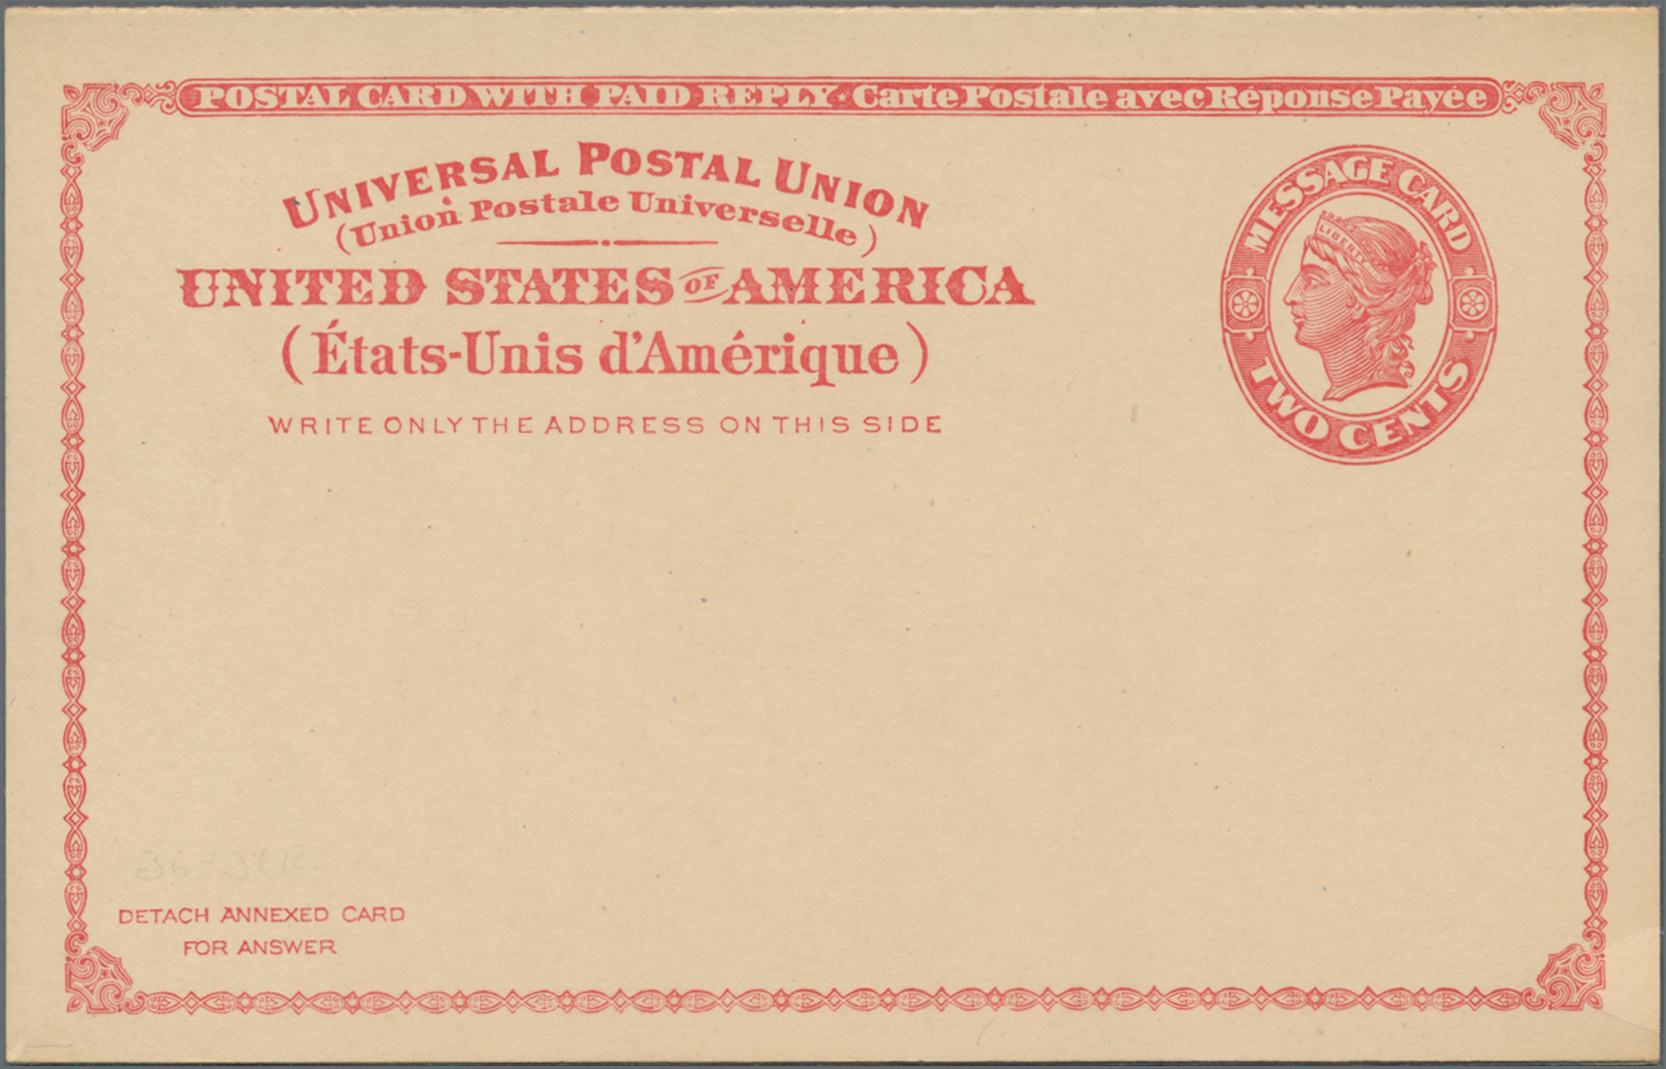 POSTAL CARD WITH PAID REPLY ★ Carte Postale avec Réponse Payée
UNIVERSAL POSTAL UNION
(Union Postale Universelle)
UNITED STATES OF AMERICA
(États-Unis d'Amérique)
WRITE ONLY THE ADDRESS ON THIS SIDE
MESSAGE CARD
LIBERTY
TWO CENTS
DETACH ANNEXED CARD
FOR ANSWER